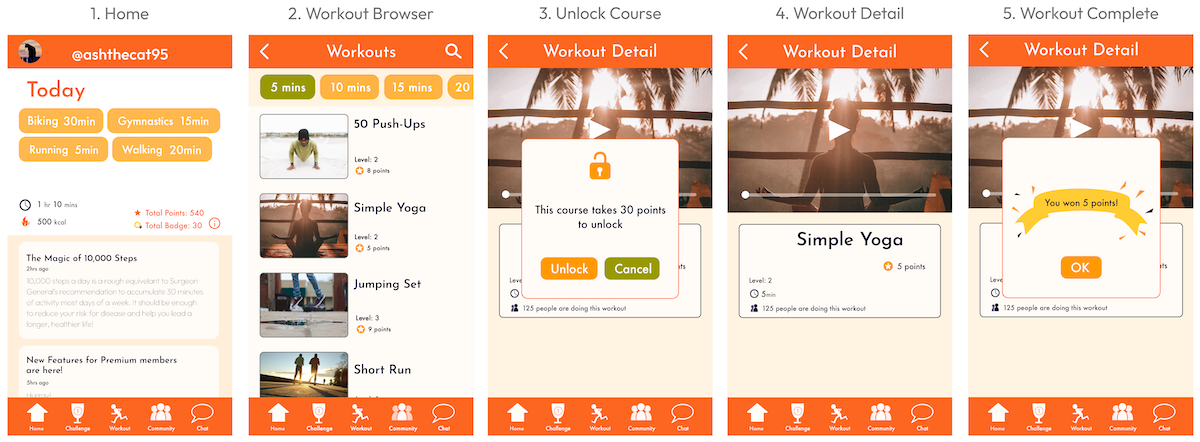 1. Home
@ashthecat95
Today
Biking 30min
Gymnastics 15min
Running 5min
Walking 20min
1 hr 10 mins
500 kcal
Total Points: 540
Total Badge: 30
The Magic of 10,000 Steps
2hrs ago
10,000 steps a day is a rough equivelant to Surgeon
General's recommendation to accumulate 30 minutes
of activity most days of a week. It should be enough
to reduce your risk for disease and help you lead a
longer, healthier life!
New Features for Premium members
are here!
5hrs ago
Hurray!
Home
Challenge
Workout
Community
Chat
2. Workout Browser
Workouts
5 mins
10 mins
15 mins
20
50 Push-Ups
Level: 2
8 points
Simple Yoga
Level: 2
5 points
Jumping Set
Level: 3
9 points
Short Run
Home
Challenge
Workout
Community
Chat
3. Unlock Course
Workout Detail
This course takes 30 points
to unlock
Unlock
Cancel
125 people are doing this workout
Home
Challenge
Workout
Community
Chat
4. Workout Detail
Workout Detail
Simple Yoga
5 points
Level: 2
5min
125 people are doing this workout
Home
Challenge
Workout
Community
Chat
5. Workout Complete
Workout Detail
You won 5 points!
OK
125 people are doing this workout
Home
Challenge
Workout
Community
Chat